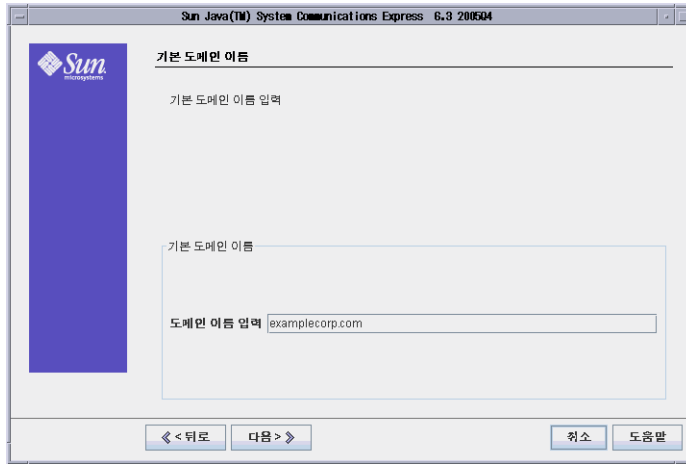 Sun Java(TM) System Communications Express 6.3 2005Q4
Sun
microsystems
기본 도메인 이름
기본 도메인 이름 입력
기본 도메인 이름
도메인 이름 입력 examplecorp.com
< 뒤로
다음 >
취소
도움말